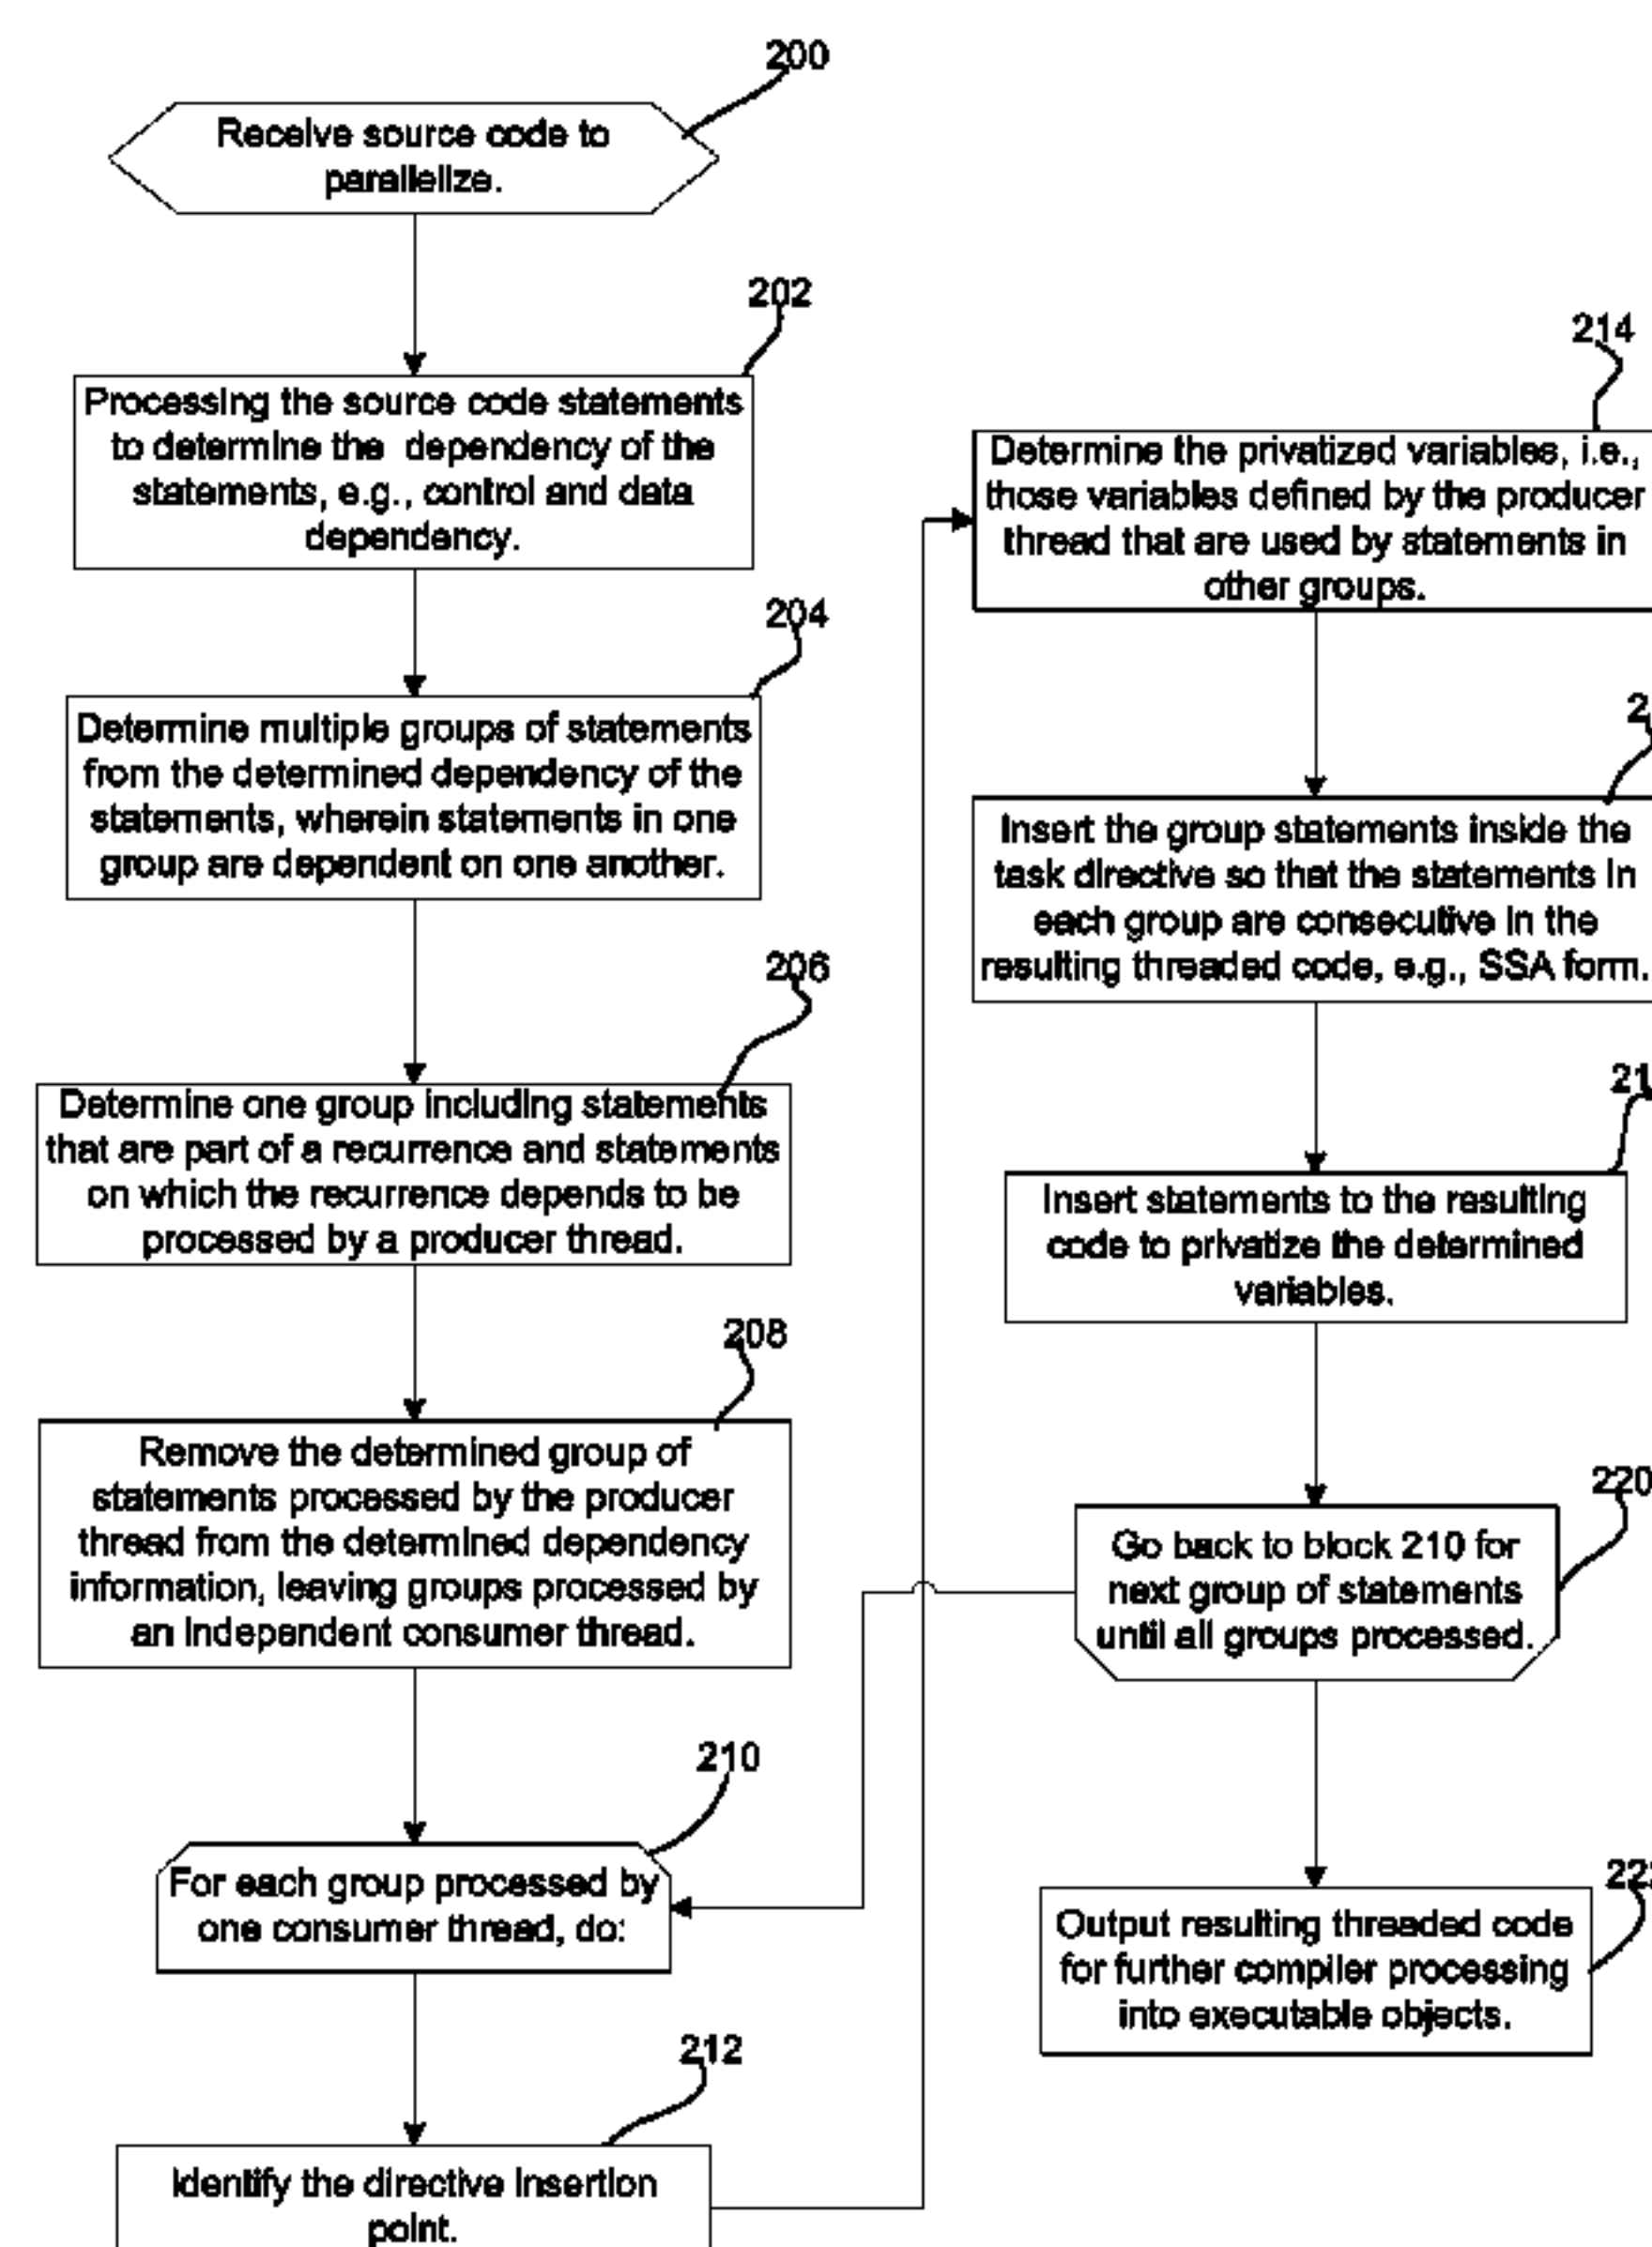 200
Receive source code to
parallelize.
202
Processing the source code statements
to determine the dependency of the
statements, e.g., control and data
dependency.
204
Determine multiple groups of statements
from the determined dependency of the
statements, wherein statements in one
group are dependent on one another.
206
Determine one group including statements
that are part of a recurrence and statements
on which the recurrence depends to be
processed by a producer thread.
208
Remove the determined group of
statements processed by the producer
thread from the determined dependency
information, leaving groups processed by
an independent consumer thread.
210
For each group processed by
one consumer thread, do:
212
Identify the directive insertion
point.
214
Determine the privatized variables, i.e.,
those variables defined by the producer
thread that are used by statements in
other groups.
Insert the group statements inside the
task directive so that the statements in
each group are consecutive in the
resulting threaded code, e.g., SSA form.
Insert statements to the resulting
code to privatize the determined
variables.
220
Go back to block 210 for
next group of statements
until all groups processed.
Output resulting threaded code
for further compiler processing
into executable objects.